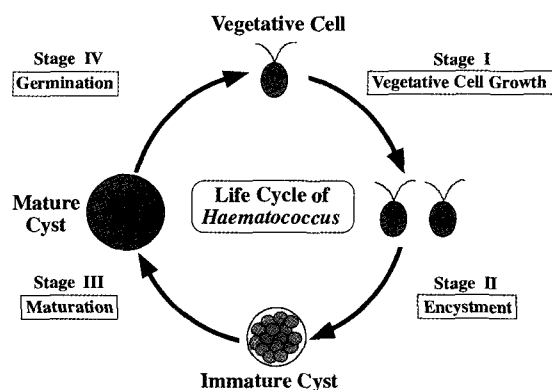 Vegetative Cell
Stage IV
Germination
Stage I
Vegetative Cell Growth
Life Cycle of
Haematococcus
Mature
Cyst
Stage III
Maturation
Stage II
Encystment
Immature Cyst